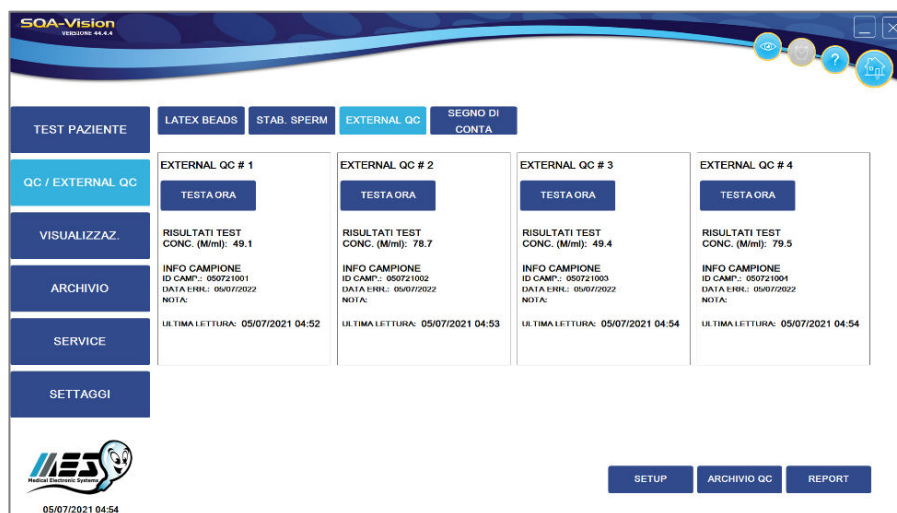 SQA-Vision
VERSIONE 44.4.4
TEST PAZIENTE
QC / EXTERNAL QC
VISUALIZZAZ.
ARCHIVIO
SERVICE
SETTAGGI
LATEX BEADS
STAB. SPERM
EXTERNAL QC
SEGNO DI
CONTA
EXTERNAL QC # 1
TESTA ORA
RISULTATI TEST
CONC. (M/ml): 49.1
INFO CAMPIONE
ID CAMP.: 050721001
DATA ERR.: 05/07/2022
NOTA:
ULTIMA LETTURA: 05/07/2021 04:52
EXTERNAL QC # 2
TESTA ORA
RISULTATI TEST
CONC. (M/ml): 78.7
INFO CAMPIONE
ID CAMP.: 050721002
DATA ERR.: 05/07/2022
NOTA:
ULTIMA LETTURA: 05/07/2021 04:53
EXTERNAL QC # 3
TESTA ORA
RISULTATI TEST
CONC. (M/ml): 49.4
INFO CAMPIONE
ID CAMP.: 050721003
DATA ERR.: 05/07/2022
NOTA:
ULTIMA LETTURA: 05/07/2021 04:54
EXTERNAL QC # 4
TESTA ORA
RISULTATI TEST
CONC. (M/ml): 79.5
INFO CAMPIONE
ID CAMP.: 050721004
DATA ERR.: 05/07/2022
NOTA:
ULTIMA LETTURA: 05/07/2021 04:54
MES
Medical Electronic Systems
05/07/2021 04:54
SETUP
ARCHIVIO QC
REPORT
?